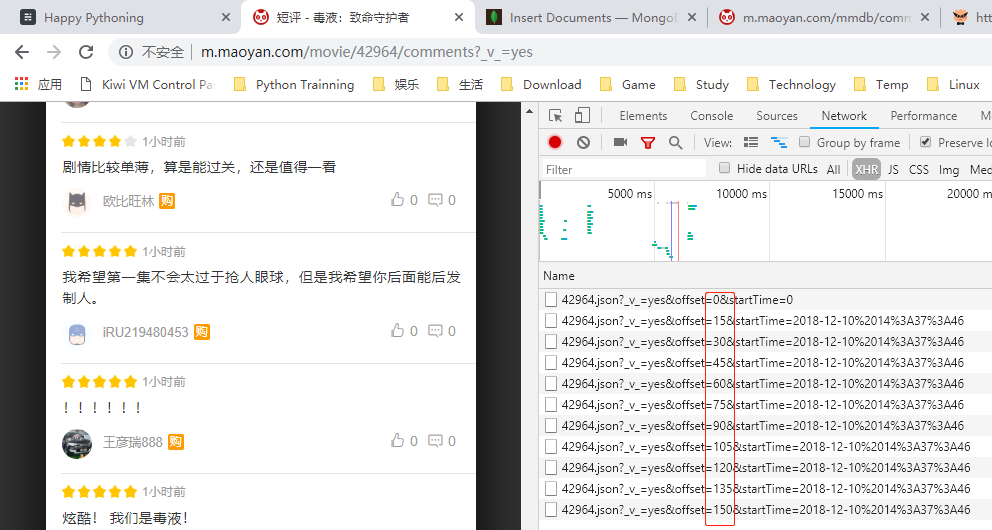 Happy Pythoning
短评 - 毒液：致命守护者
Insert Documents — MongoD
m.maoyan.com/mmdb/comm
htt
不安全
m.maoyan.com/movie/42964/comments?_v_=yes
应用
Kiwi VM Control Pa
Python Trainning
娱乐
生活
Download
Game
Study
Technology
Temp
Linux
1小时前
剧情比较单薄，算是能过关，还是值得一看
欧比旺林 购
0 0
1小时前
我希望第一集不会太过于抢人眼球，但是我希望你后面能后发
制人。
iRU219480453 购
0 0
1小时前
！！！！！！
王彦瑞888 购
0 0
1小时前
炫酷！ 我们是毒液！
Elements Console Sources Network Performance M
View: Group by frame Preserve lo
Filter Hide data URLs All XHR JS CSS Img Med
5000 ms 10000 ms 15000 ms 20000 m
Name
42964.json?_v_=yes&offset=0&startTime=0
42964.json?_v_=yes&offset=15&startTime=2018-12-10%2014%3A37%3A46
42964.json?_v_=yes&offset=30&startTime=2018-12-10%2014%3A37%3A46
42964.json?_v_=yes&offset=45&startTime=2018-12-10%2014%3A37%3A46
42964.json?_v_=yes&offset=60&startTime=2018-12-10%2014%3A37%3A46
42964.json?_v_=yes&offset=75&startTime=2018-12-10%2014%3A37%3A46
42964.json?_v_=yes&offset=90&startTime=2018-12-10%2014%3A37%3A46
42964.json?_v_=yes&offset=105&startTime=2018-12-10%2014%3A37%3A46
42964.json?_v_=yes&offset=120&startTime=2018-12-10%2014%3A37%3A46
42964.json?_v_=yes&offset=135&startTime=2018-12-10%2014%3A37%3A46
42964.json?_v_=yes&offset=150&startTime=2018-12-10%2014%3A37%3A46